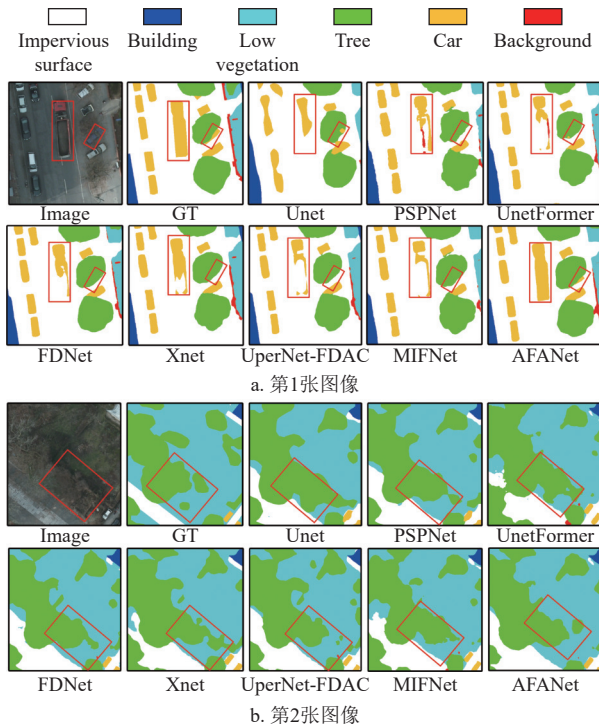 Impervious surface
Building
Low vegetation
Tree
Car
Background
Image
GT
Unet
PSPNet
UnetFormer
FDNet
Xnet
UperNet-FDAC
MIFNet
AFANet
a. 第1张图像
Image
GT
Unet
PSPNet
UnetFormer
FDNet
Xnet
UperNet-FDAC
MIFNet
AFANet
b. 第2张图像